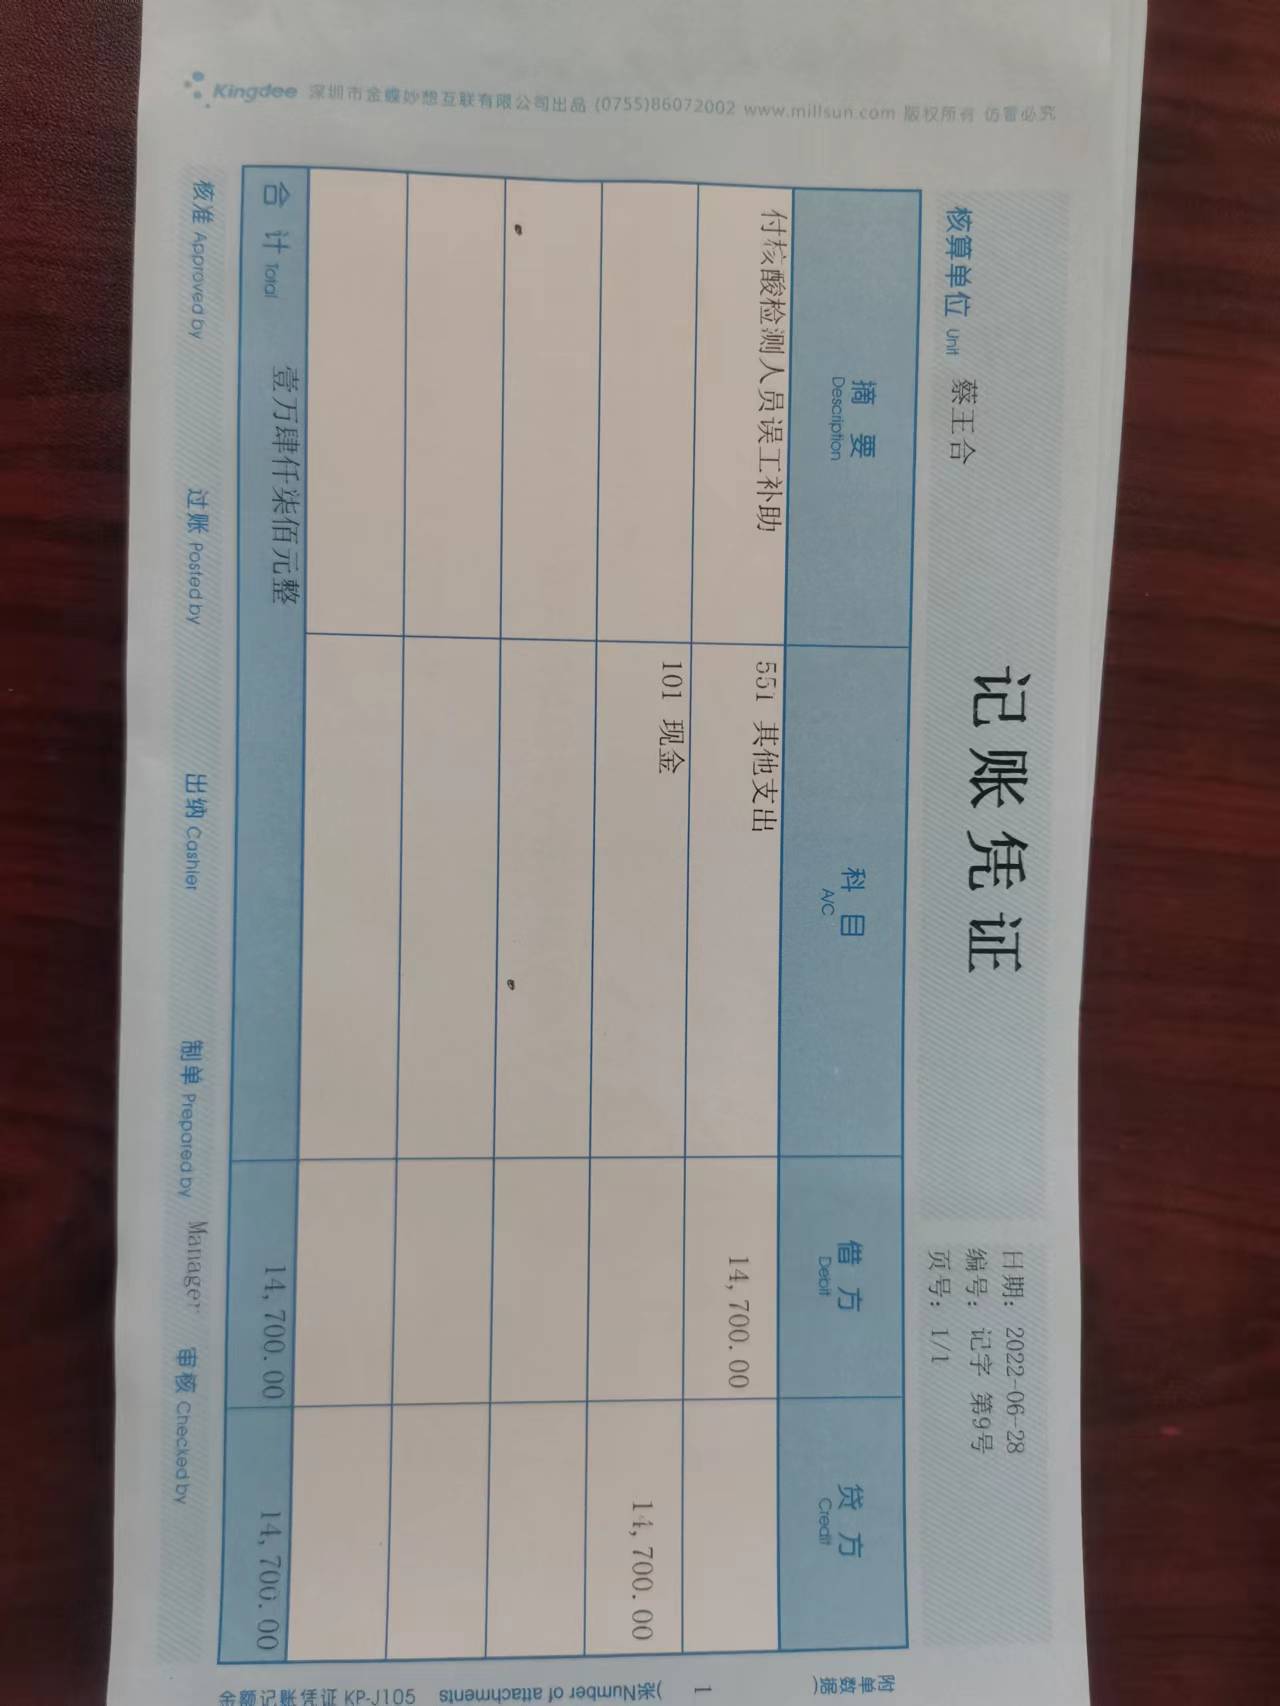 记账凭证
日期：2022-06-28
编号：记字 第9号
页号：1/1
核算单位 Unit 蔡王合
摘 要 科 目 借 方 贷 方
Description A/C Debit Credit
付核酸检测人员误工补助 551 其他支出 14,700.00
101 现金 14,700.00
合 计 Total 壹万肆仟柒佰元整 14,700.00 14,700.00
核准 Approved by 过账 Posted by 出纳 Cashier 制单 Prepared by Manager 审核 Checked by
附单
数据
( 1
张 Number of attachments)
金额记账凭证 KP-J105
Kingdee 深圳市金蝶妙想互联有限公司出品 (0755)86072002 www.millsun.com 版权所有 仿冒必究